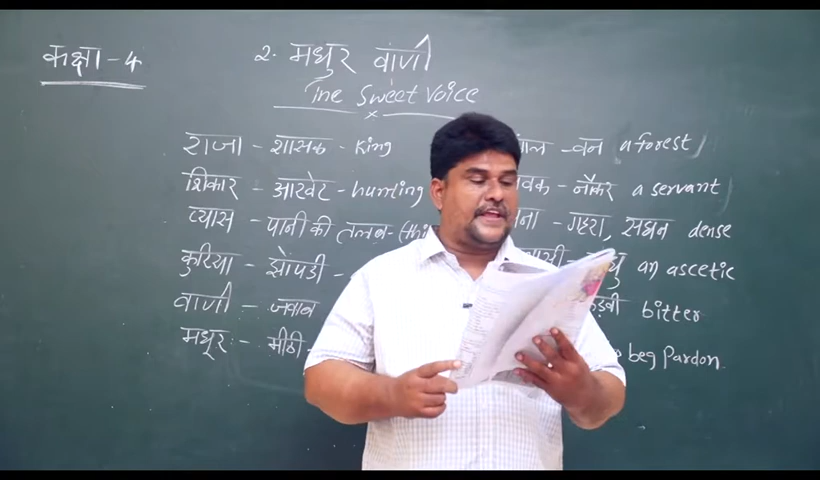 कक्षा - 4
2. मधुर वाणी
The Sweet Voice
राजा - शासक - King
- वन a forest
शिकार - आखेट - hunting
- नौकर a servant
प्यास - पानी की तलब -
गहरा, सघन dense
कुटिया - झोपडी -
an ascetic
वाणी - जवान
bitter
मधुर - मीठी -
beg Pardon